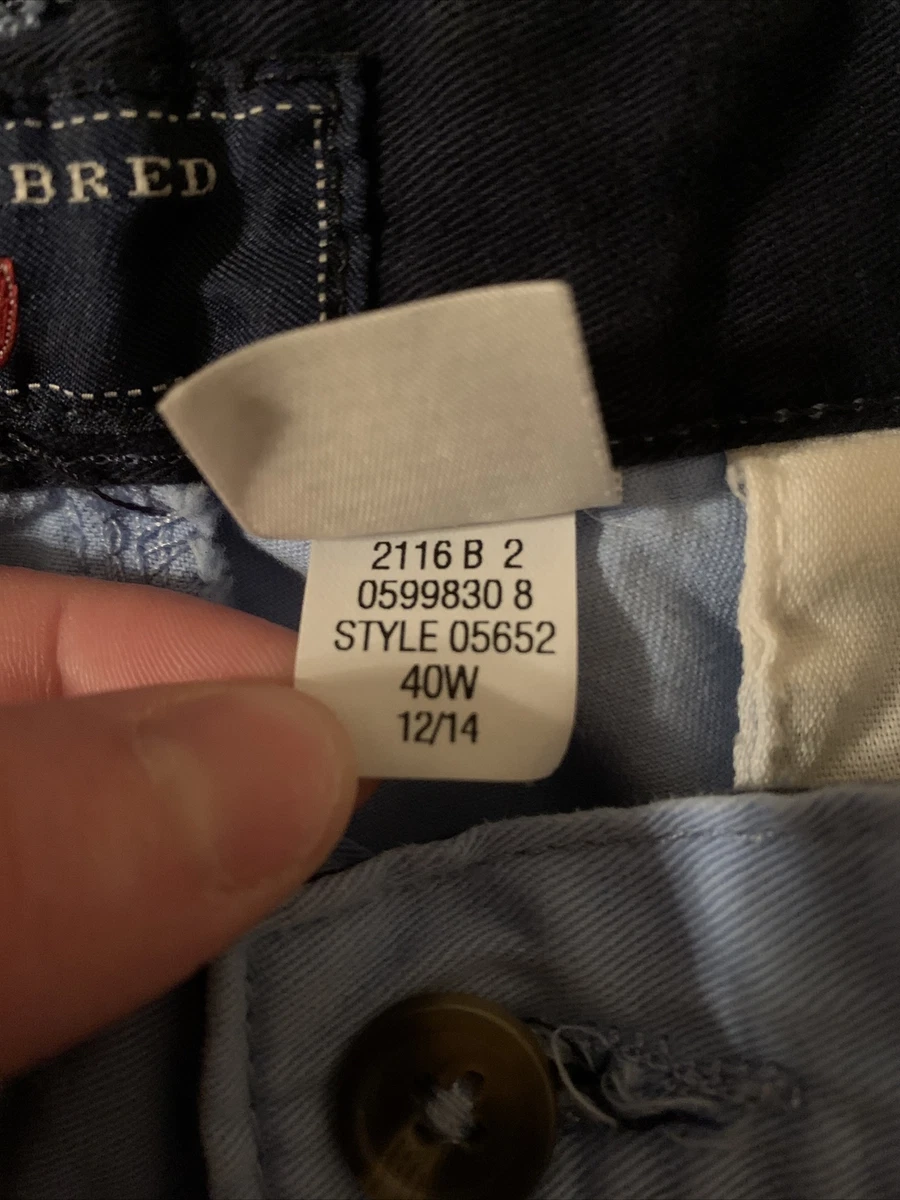 BRED
2116 B 2
0599830 8
STYLE 05652
40W
12/14